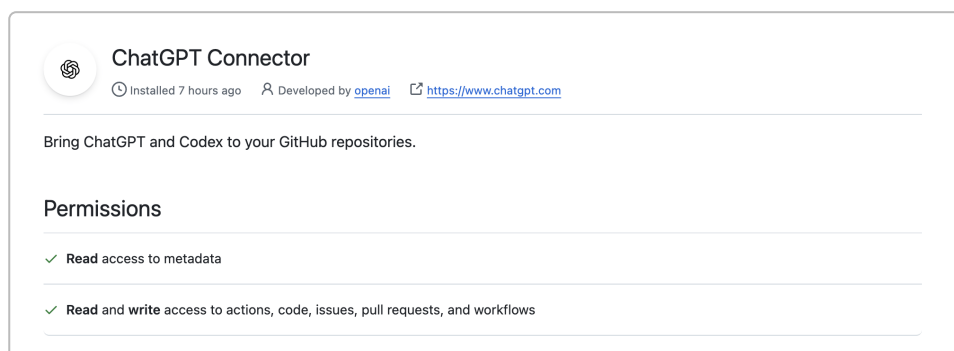 ChatGPT Connector
Installed 7 hours ago Developed by openai https://www.chatgpt.com
Bring ChatGPT and Codex to your GitHub repositories.
Permissions
Read access to metadata
Read and write access to actions, code, issues, pull requests, and workflows